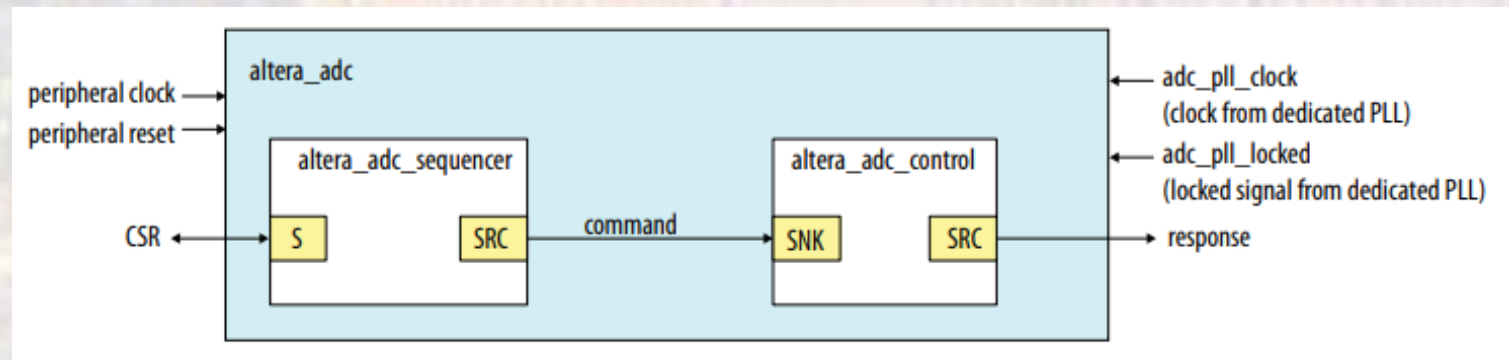 altera_adc
peripheral clock
peripheral reset
adc_pll_clock
(clock from dedicated PLL)
adc_pll_locked
(locked signal from dedicated PLL)
altera_adc_sequencer
altera_adc_control
CSR
S
SRC
command
SNK
SRC
response